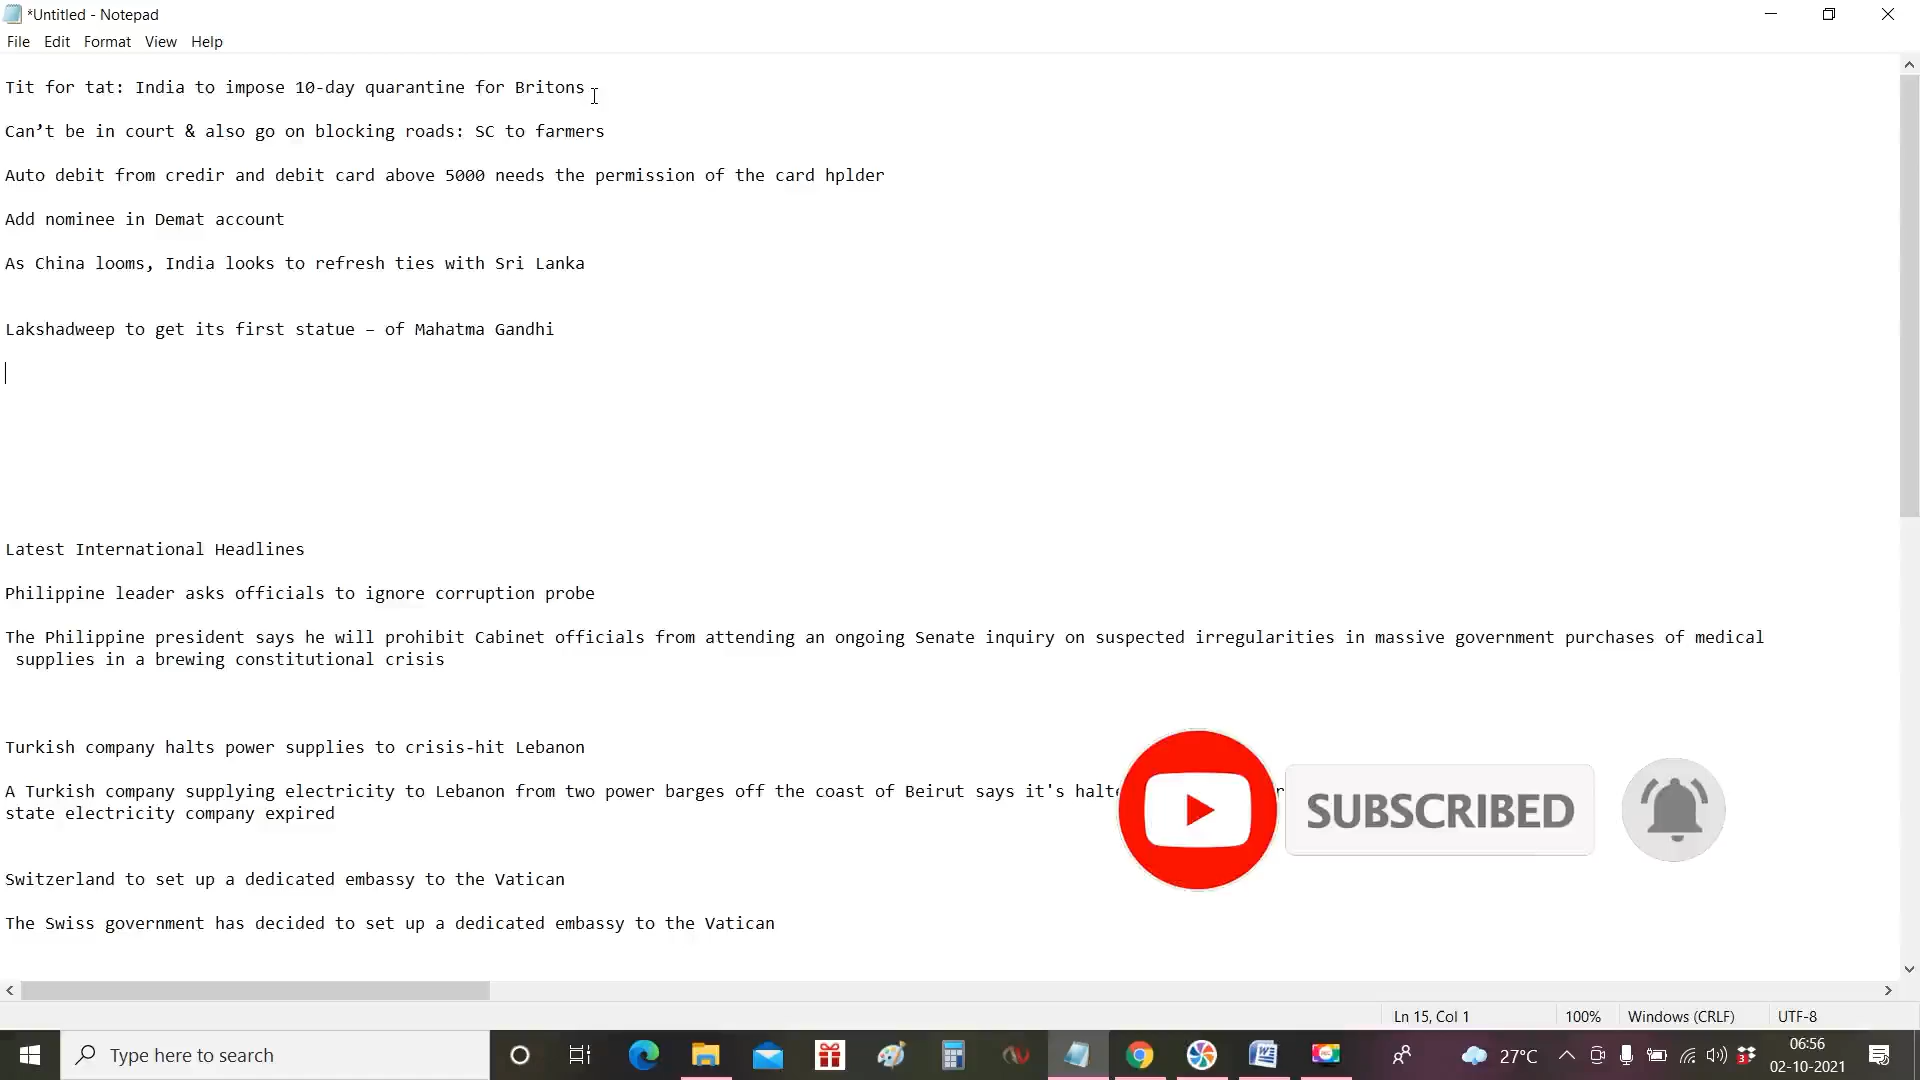 *Untitled - Notepad
File Edit Format View Help
Tit for tat: India to impose 10-day quarantine for Britons
Can’t be in court & also go on blocking roads: SC to farmers
Auto debit from credir and debit card above 5000 needs the permission of the card hplder
Add nominee in Demat account
As China looms, India looks to refresh ties with Sri Lanka
Lakshadweep to get its first statue – of Mahatma Gandhi
Latest International Headlines
Philippine leader asks officials to ignore corruption probe
The Philippine president says he will prohibit Cabinet officials from attending an ongoing Senate inquiry on suspected irregularities in massive government purchases of medical
supplies in a brewing constitutional crisis
Turkish company halts power supplies to crisis-hit Lebanon
A Turkish company supplying electricity to Lebanon from two power barges off the coast of Beirut says it's
state electricity company expired
SUBSCRIBED
Switzerland to set up a dedicated embassy to the Vatican
The Swiss government has decided to set up a dedicated embassy to the Vatican
Ln 15, Col 1 100% Windows (CRLF) UTF-8
Type here to search
27°C
3
06:56
02-10-2021